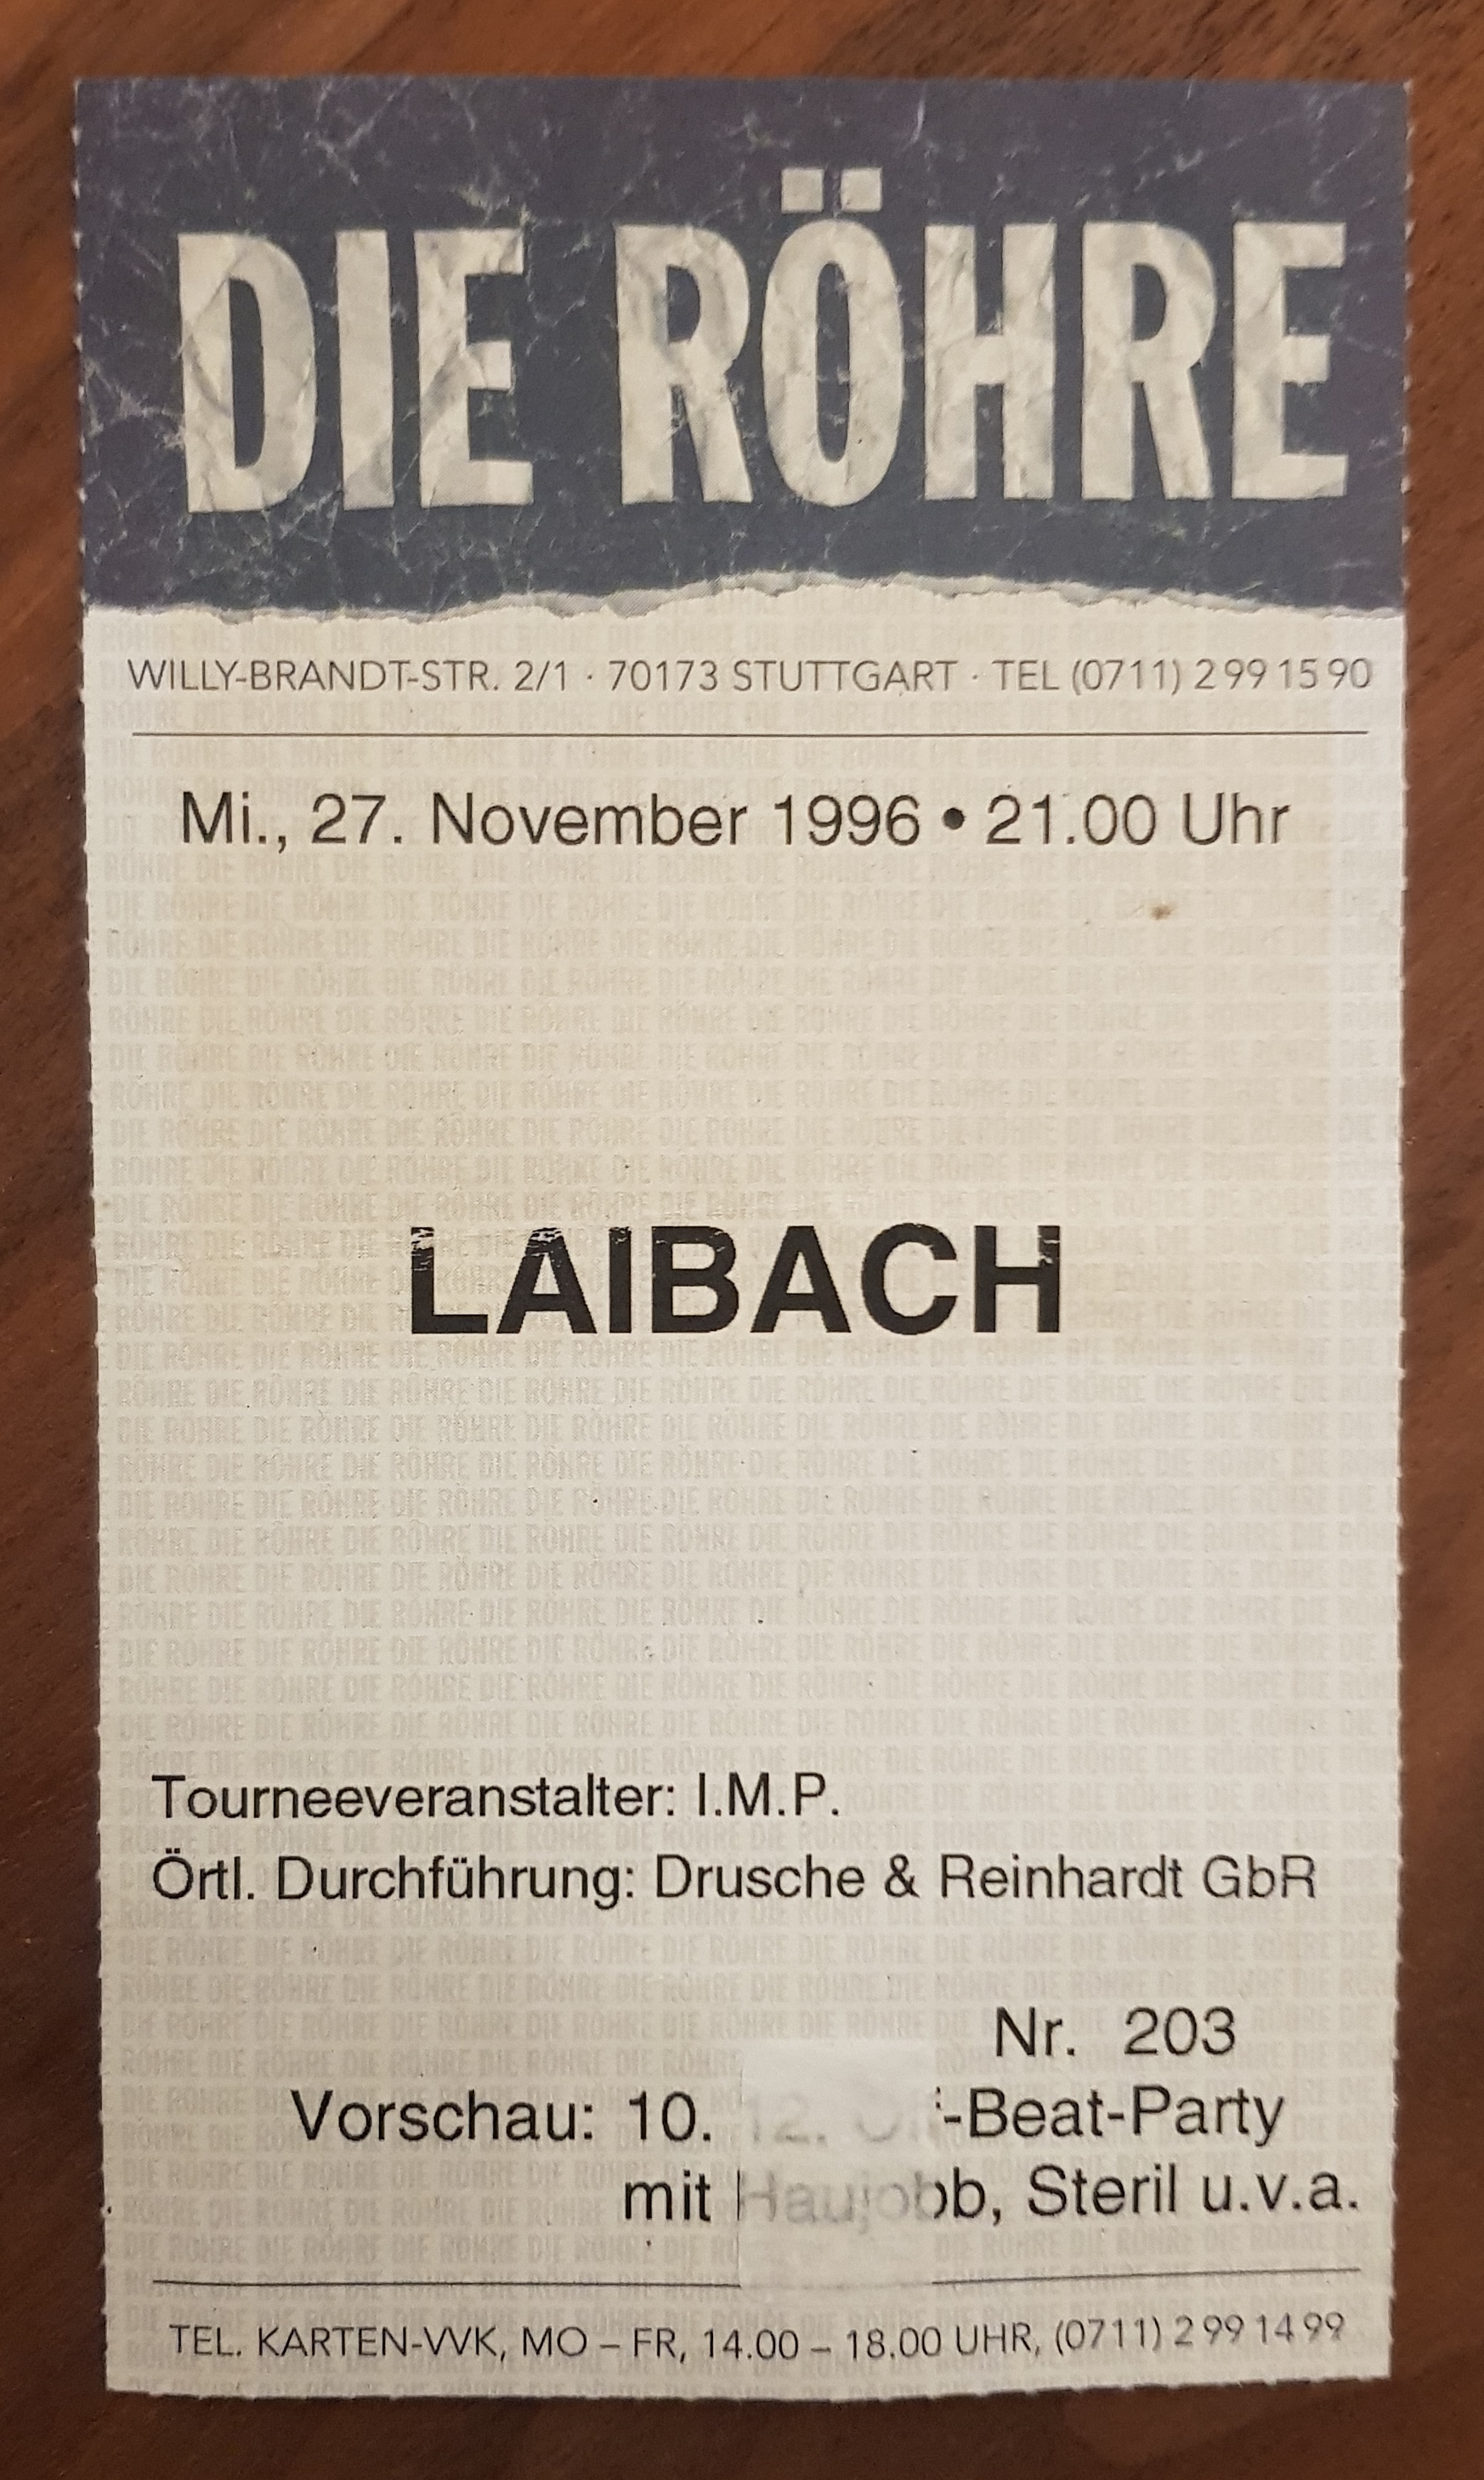 DIE RÖHRE
WILLY-BRANDT-STR. 2/1 · 70173 STUTTGART · TEL (0711) 2 99 15 90
Mi., 27. November 1996 • 21.00 Uhr
LAIBACH
Tourneeveranstalter: I.M.P.
Örtl. Durchführung: Drusche & Reinhardt GbR
Nr. 203
Vorschau: 10. 12. -Beat-Party
mit Haujobb, Steril u.v.a.
TEL. KARTEN-VVK, MO – FR, 14.00 – 18.00 UHR, (0711) 2 99 14 99